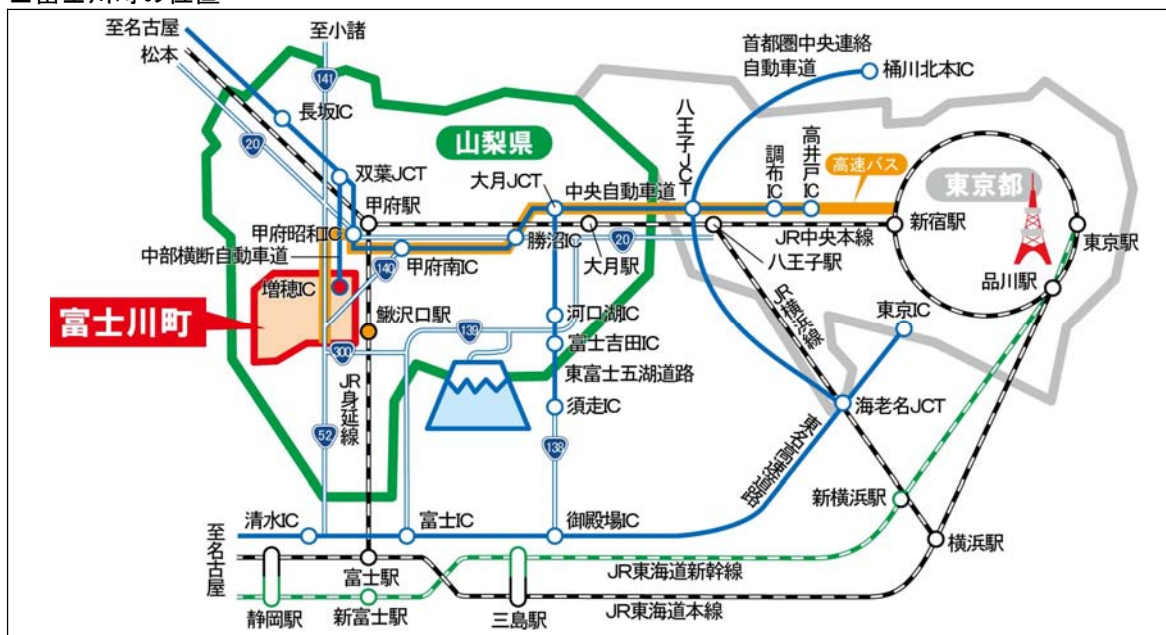 至名古屋
至小諸
松本
首都圏中央連絡
自動車道
桶川北本IC
141
長坂IC
20
山梨県
八王子JCT
高井戸IC
調布IC
高速バス
双葉JCT
大月JCT
中央自動車道
東京都
甲府駅
甲府昭和IC
勝沼IC
20
JR中央本線
新宿駅
東京駅
中部横断自動車道
140
甲府南IC
大月駅
八王子駅
品川駅
増穂IC
富士川町
鰍沢口駅
139
河口湖IC
JR横浜線
東京IC
300
富士吉田IC
東富士五湖道路
JR身延線
須走IC
海老名JCT
52
138
東名高速道路
新横浜駅
清水IC
富士IC
御殿場IC
横浜駅
至名古屋
富士駅
JR東海道新幹線
静岡駅
新富士駅
三島駅
JR東海道本線